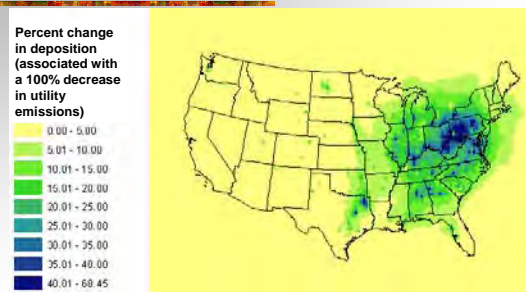 Percent change
in deposition
(associated with
a 100% decrease
in utility
emissions)
0.00 - 5.00
5.01 - 10.00
10.01 - 15.00
15.01 - 20.00
20.01 - 25.00
25.01 - 30.00
30.01 - 35.00
35.01 - 40.00
40.01 - 60.45